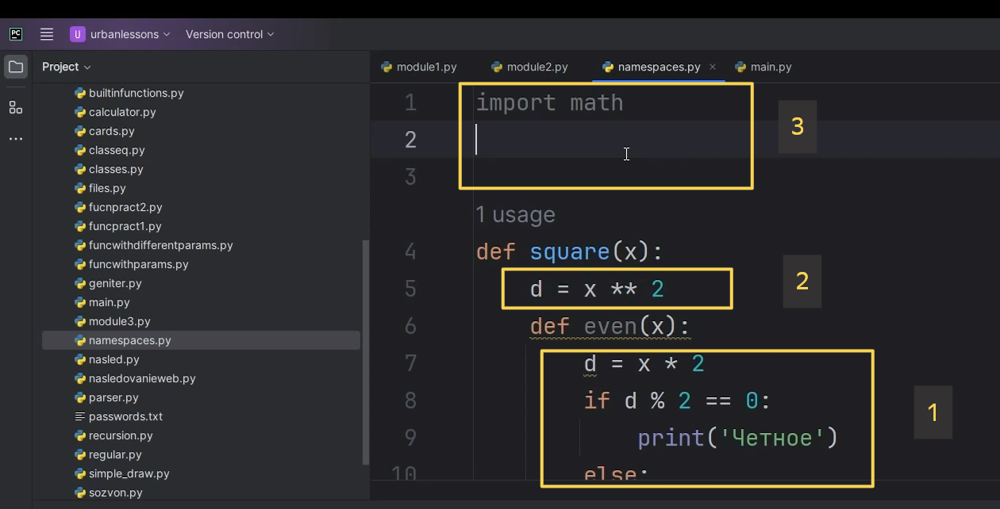 PC
U urbanlessons Version control
Project
builtinfunctions.py
calculator.py
cards.py
classeq.py
classes.py
files.py
fucnpract2.py
funcpract1.py
funcwithdifferentparams.py
funcwithparams.py
geniter.py
main.py
module3.py
namespaces.py
nasled.py
nasledovanieweb.py
parser.py
passwords.txt
recursion.py
regular.py
simple_draw.py
sozvon.py
module1.py module2.py namespaces.py × main.py
1 import math
2
3
3
1 usage
4 def square(x):
5 d = x ** 2
2
6 def even(x):
7 d = x * 2
8 if d % 2 == 0:
1
9 print('Четное')
10 else: